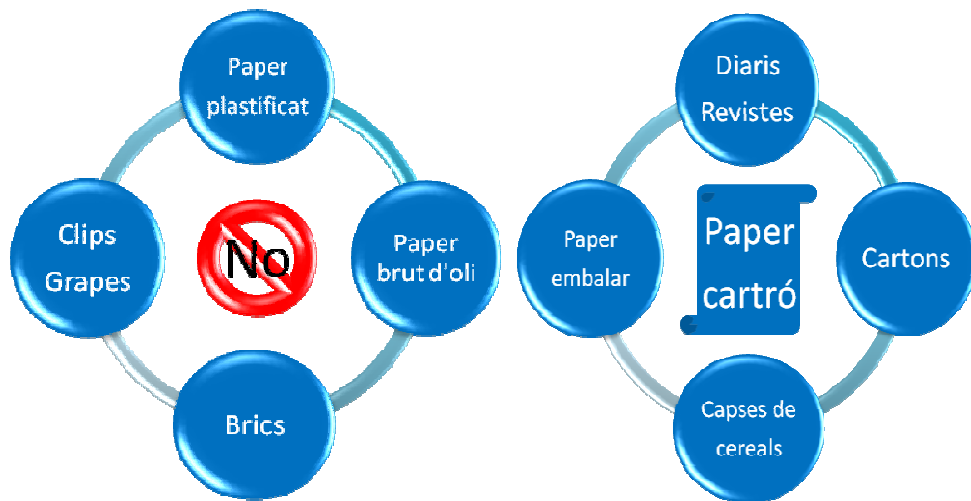 Paper
plastificat
Clips
Grapes
No
Paper
brut d'oli
Brics
Diaris
Revistes
Paper
embalar
Paper
cartró
Cartons
Capses de
cereals